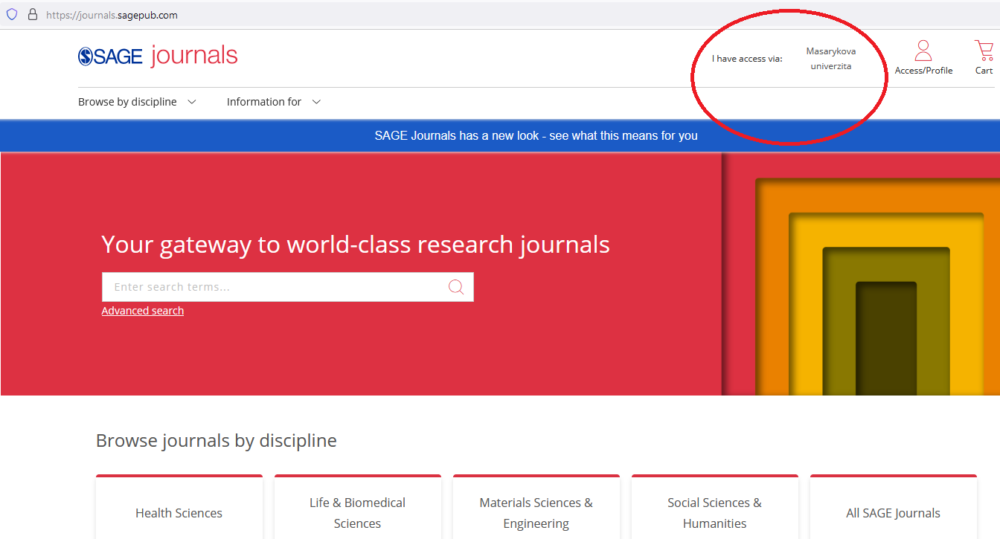 https://journals.sagepub.com
SAGE journals
I have access via:
Masarykova
univerzita
Access/Profile
Cart
Browse by discipline
Information for
SAGE Journals has a new look - see what this means for you
Your gateway to world-class research journals
Enter search terms...
Advanced search
Browse journals by discipline
Health Sciences
Life & Biomedical
Sciences
Materials Sciences &
Engineering
Social Sciences &
Humanities
All SAGE Journals